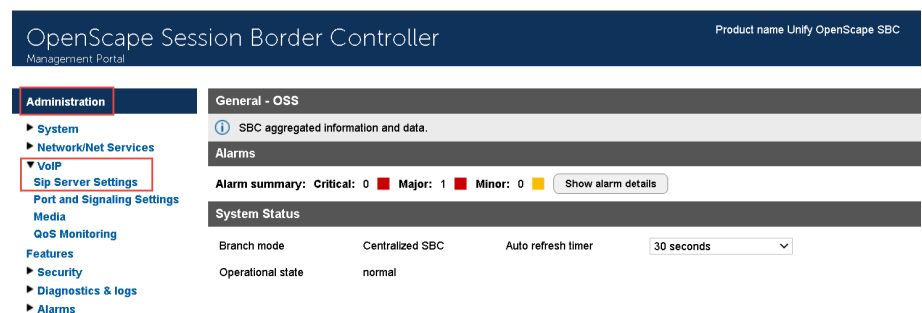 OpenScape Session Border Controller
Management Portal
Product name Unify OpenScape SBC
Administration
System
Network/Net Services
VoIP
Sip Server Settings
Port and Signaling Settings
Media
QoS Monitoring
Features
Security
Diagnostics & logs
Alarms
General - OSS
SBC aggregated information and data.
Alarms
Alarm summary: Critical: 0 Major: 1 Minor: 0 Show alarm details
System Status
Branch mode Centralized SBC Auto refresh timer 30 seconds
Operational state normal